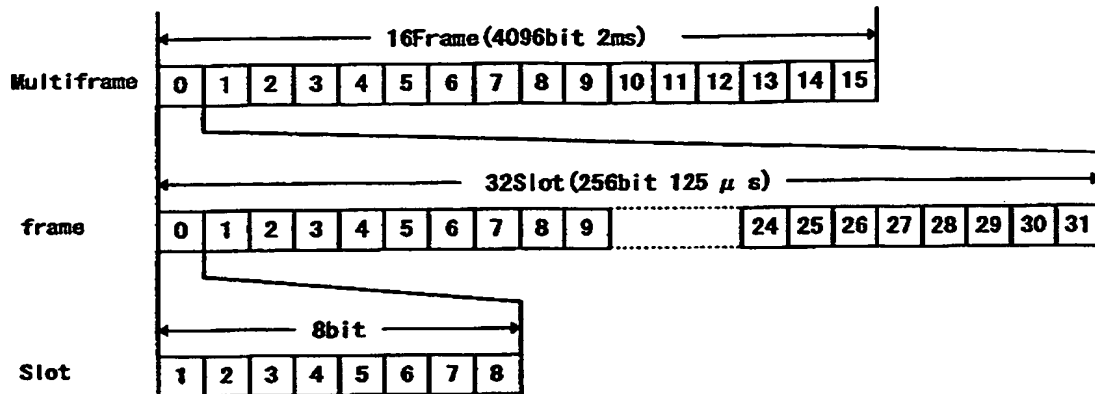 16Frame(4096bit 2ms)
Multiframe 0 1 2 3 4 5 6 7 8 9 10 11 12 13 14 15
32Slot(256bit 125 μ s)
frame 0 1 2 3 4 5 6 7 8 9 24 25 26 27 28 29 30 31
8bit
Slot 1 2 3 4 5 6 7 8